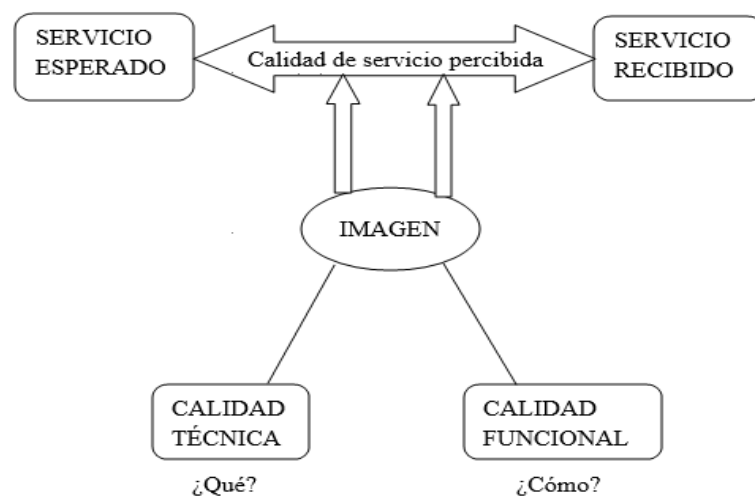 SERVICIO
ESPERADO
Calidad de servicio percibida
SERVICIO
RECIBIDO
IMAGEN
CALIDAD
TÉCNICA
CALIDAD
FUNCIONAL
¿Qué?
¿Cómo?